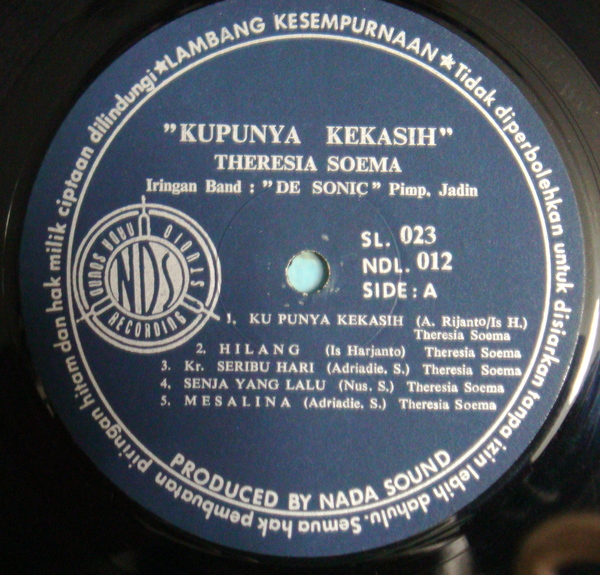 ★LAMBANG KESEMPURNAAN★
Tidak diperbolehkan untuk disiarkan tanpa izin lebih dahulu. Semua hak pembuatan piringan hitam dan hak milik ciptaan dilindungi
"KUPUNYA KEKASIH"
THERESIA SOEMA
Iringan Band : "DE SONIC" Pimp. Jadin
NADA SOUND STUDIO
NDS
RECORDING
SL. 023
NDL. 012
SIDE : A
1. KU PUNYA KEKASIH (A. Rijanto/Is H.)
Theresia Soema
2. HILANG (Is Harjanto) Theresia Soema
3. Kr. SERIBU HARI (Adriadie, S.) Theresia Soema
4. SENJA YANG LALU (Nus. S.) Theresia Soema
5. MESALINA (Adriadie, S.) Theresia Soema
PRODUCED BY NADA SOUND